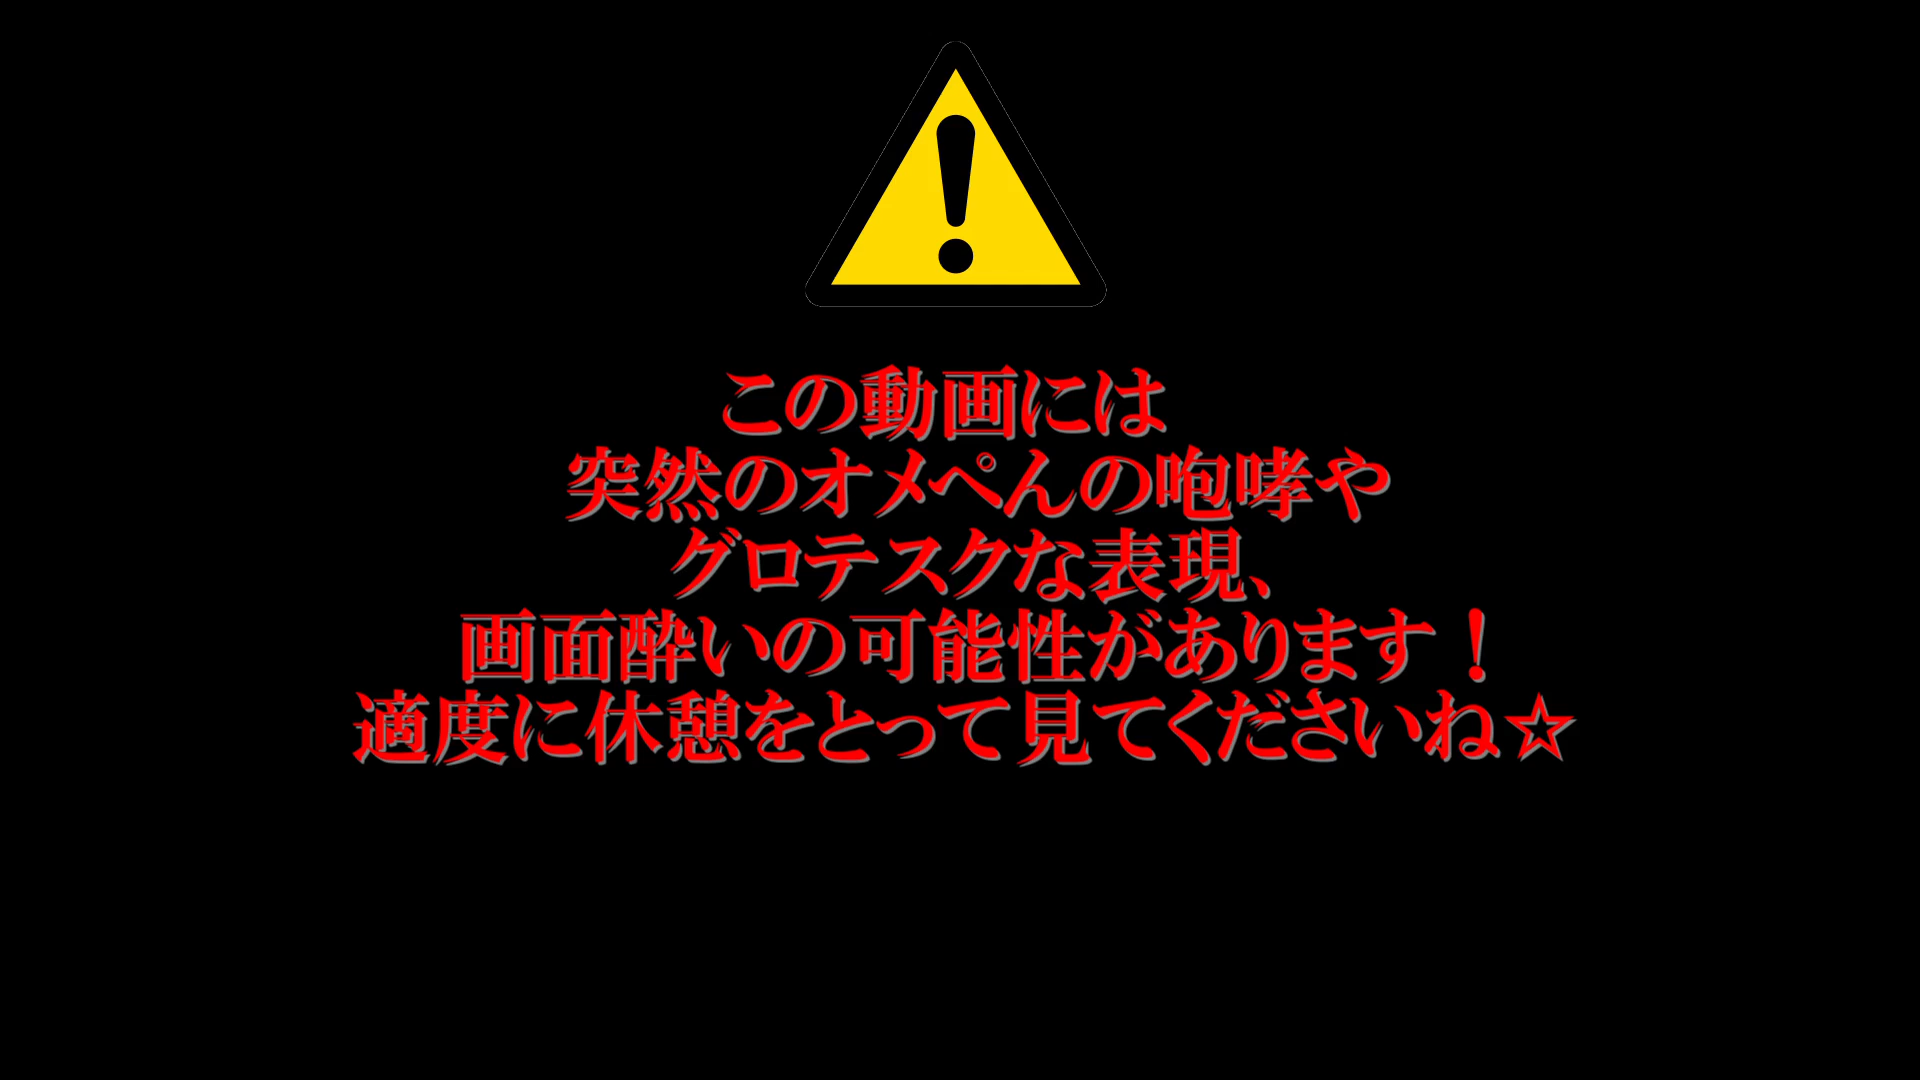 この動画には
突然のオメぺんの咆哮や
グロテスクな表現、
画面酔いの可能性があります！
適度に休憩をとって見てくださいね☆